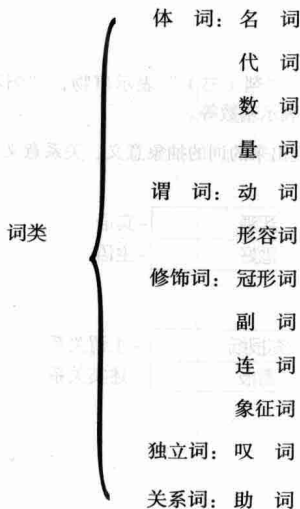 体 词：名 词
代 词
数 词
量 词
谓 词：动 词
形容词
词类
修饰词：冠形词
副 词
连 词
象征词
独立词：叹 词
关系词：助 词